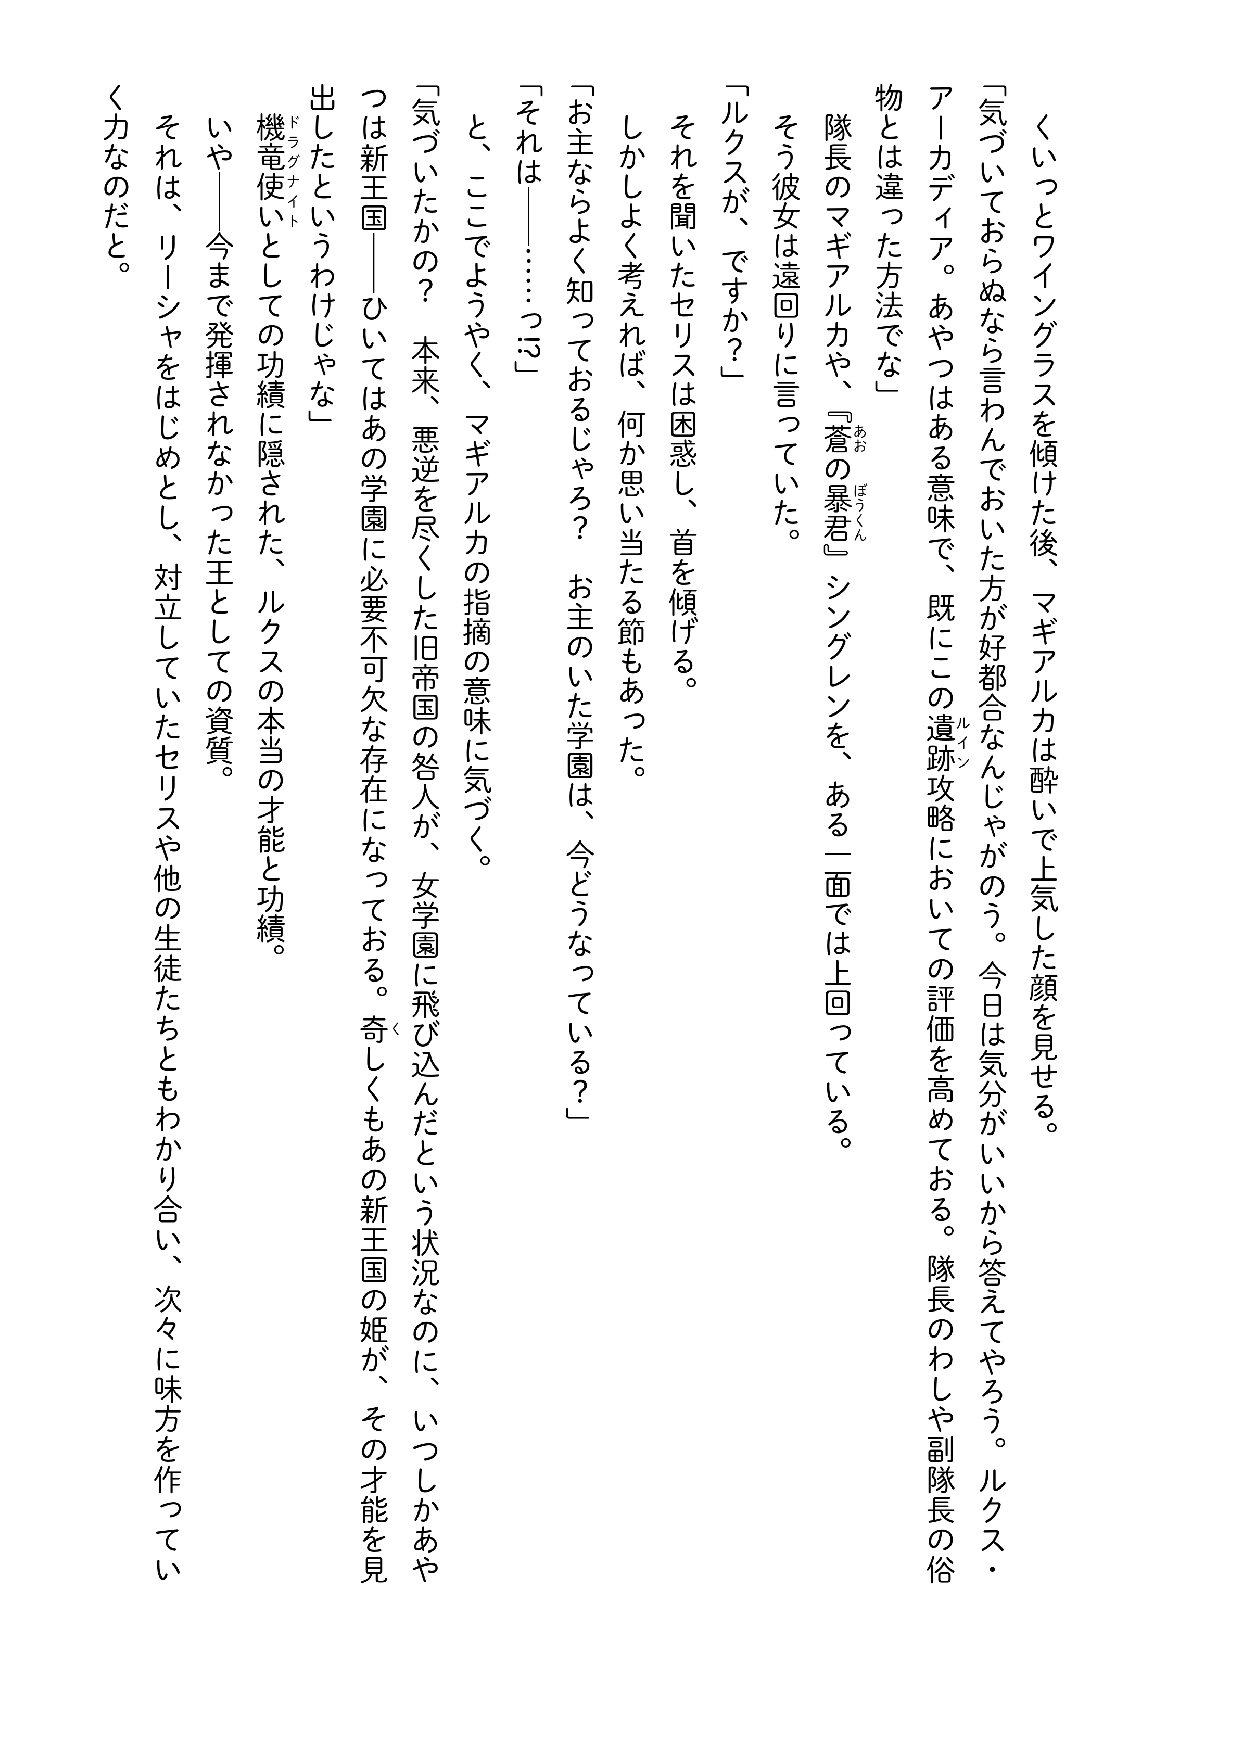 くいっとワイングラスを傾けた後、マギアルカは酔いで上気した顔を見せる。
「気づいておらぬなら言わんでおいた方が好都合なんじゃがのう。今日は気分がいいから答えてやろう。ルクス・
アーカディア。あやつはある意味で、既にこの遺跡ルイン攻略においての評価を高めておる。隊長のわしや副隊長の俗
物とは違った方法でな」
隊長のマギアルカや、『蒼あおの暴君ぼうくん』シングレンを、ある一面では上回っている。
そう彼女は遠回りに言っていた。
「ルクスが、ですか？」
それを聞いたセリスは困惑し、首を傾げる。
しかしよく考えれば、何か思い当たる節もあった。
「お主ならよく知っておるじゃろ？　お主のいた学園は、今どうなっている？」
「それは――……っ!?」
と、ここでようやく、マギアルカの指摘の意味に気づく。
「気づいたかの？　本来、悪逆を尽くした旧帝国の咎人が、女学園に飛び込んだという状況なのに、いつしかあや
つは新王国――ひいてはあの学園に必要不可欠な存在になっておる。奇くしくもあの新王国の姫が、その才能を見
出したというわけじゃな」
機竜使いドラグナイトとしての功績に隠された、ルクスの本当の才能と功績。
いや――今まで発揮されなかった王としての資質。
それは、リーシャをはじめとし、対立していたセリスや他の生徒たちともわかり合い、次々に味方を作ってい
く力なのだと。